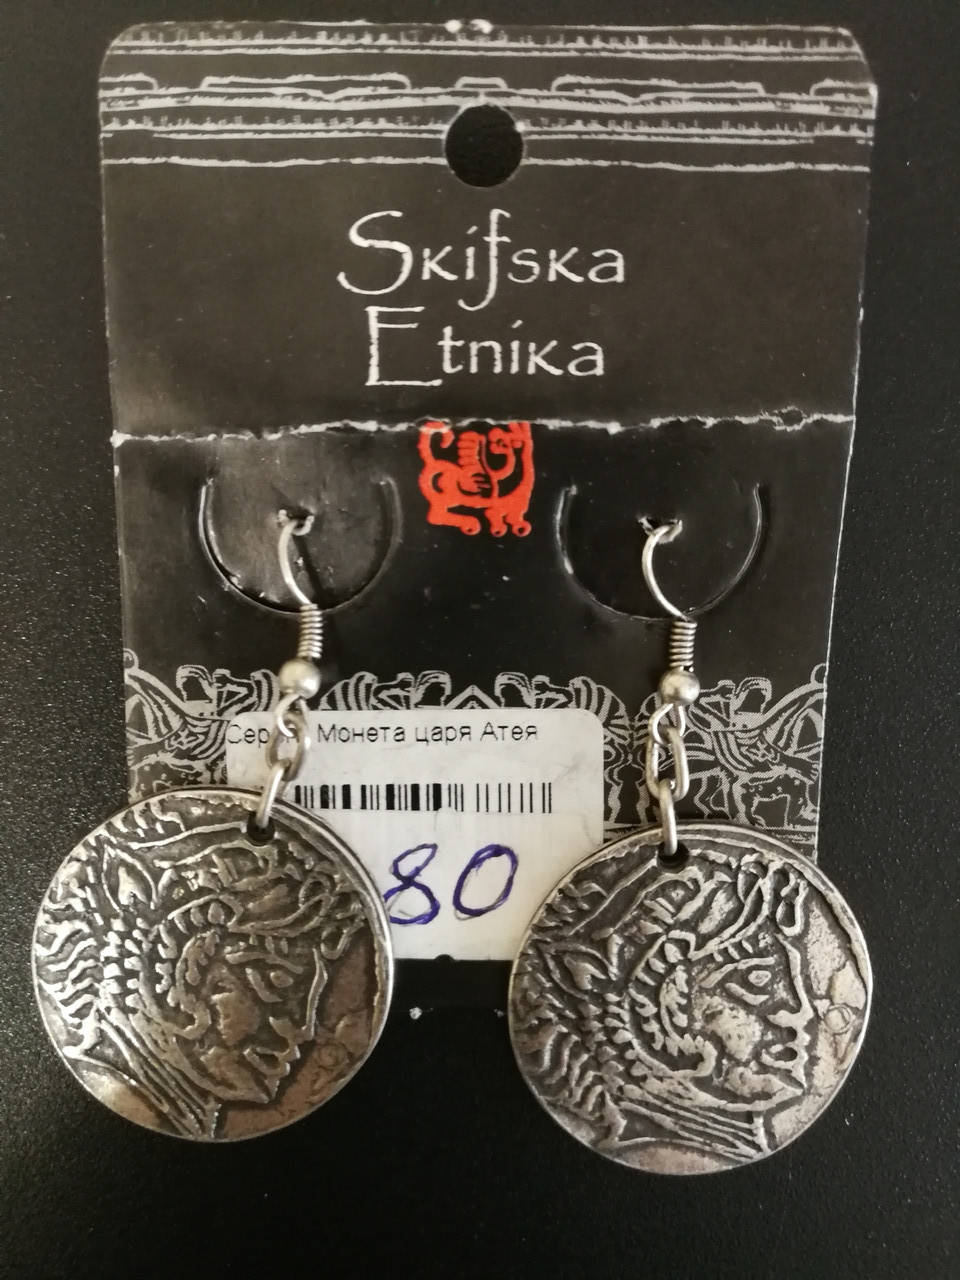 Skifska
Etnika
Монета царя Атея
80